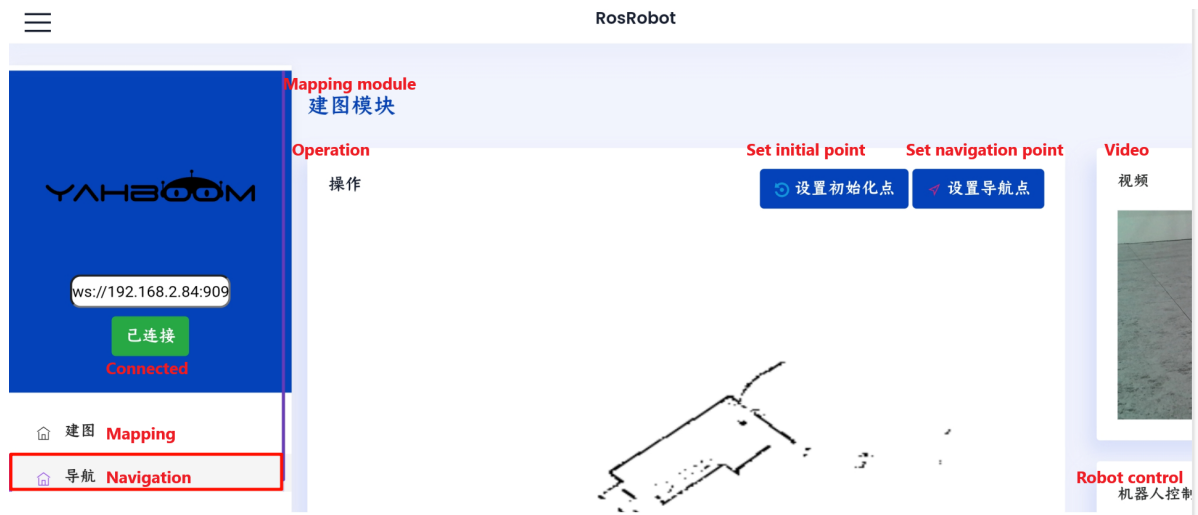 RosRobot
Mapping module
建图模块
Operation
Set initial point
Set navigation point
Video
操作
设置初始化点
设置导航点
视频
YAHBOOM
ws://192.168.2.84:909
已连接
Connected
建图 Mapping
导航 Navigation
Robot control
机器人控制